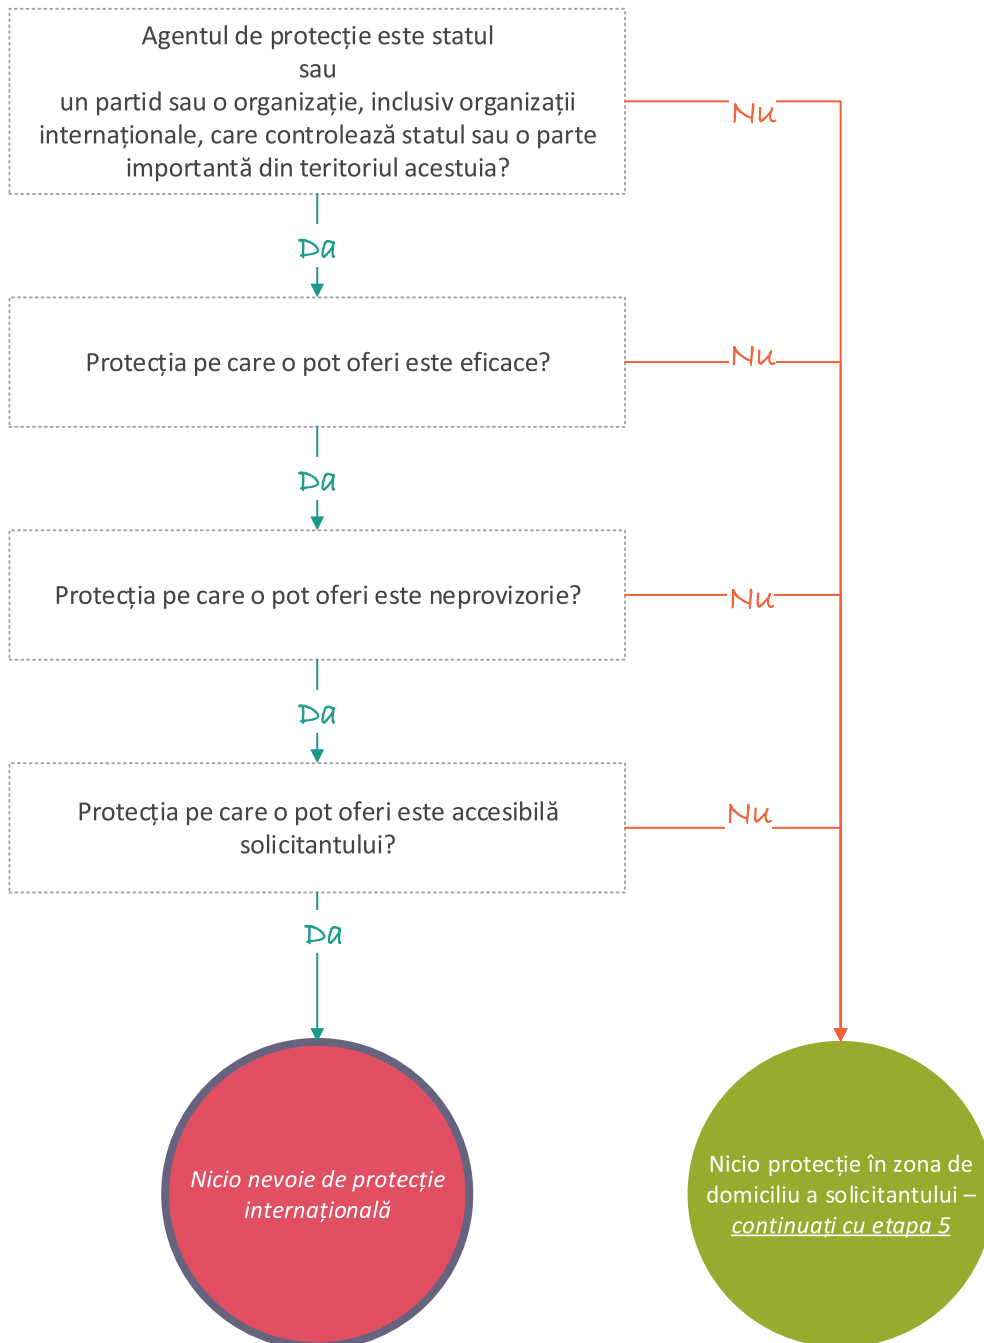 Agentul de protecție este statul
sau
un partid sau o organizație, inclusiv organizații
internaționale, care controlează statul sau o parte
importantă din teritoriul acestuia?
Nu
Da
Protecția pe care o pot oferi este eficace?
Nu
Da
Protecția pe care o pot oferi este neprovizorie?
Nu
Da
Protecția pe care o pot oferi este accesibilă
solicitantului?
Nu
Da
Nicio nevoie de protecție
internațională
Nicio protecție în zona de
domiciliu a solicitantului –
continuați cu etapa 5